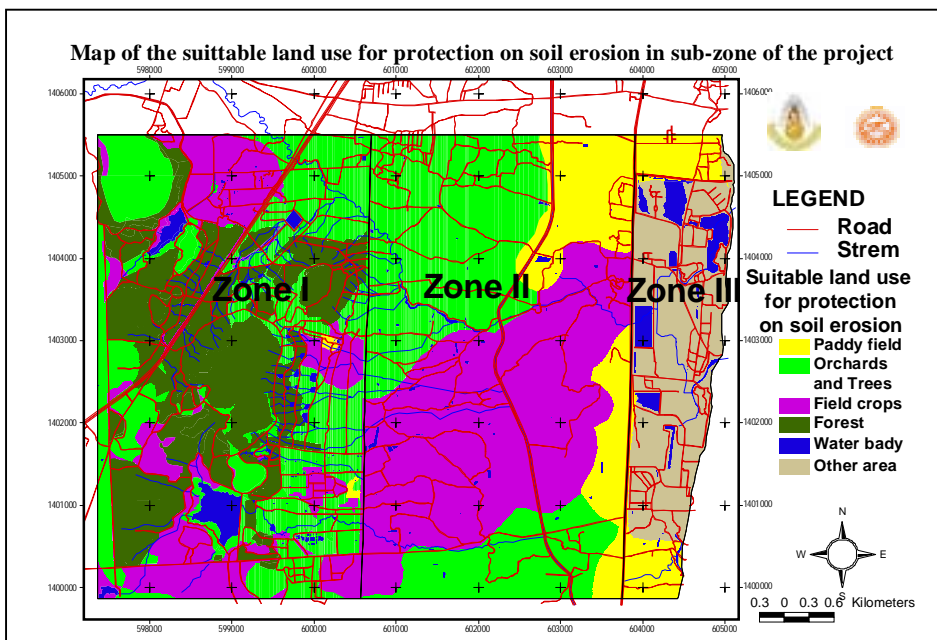 Map of the suittable land use for protection on soil erosion in sub-zone of the project
598000 599000 600000 601000 602000 603000 604000 605000
1406000 1406000
1405000 1405000
1404000 1404000
1403000 1403000
1402000 1402000
1401000 1401000
1400000 1400000
Zone I Zone II Zone III
598000 599000 600000 601000 602000 603000 604000 605000
LEGEND
Road
Strem
Suitable land use
for protection
on soil erosion
Paddy field
Orchards
and Trees
Field crops
Forest
Water bady
Other area
N
W E
S
0.3 0 0.3 0.6 Kilometers